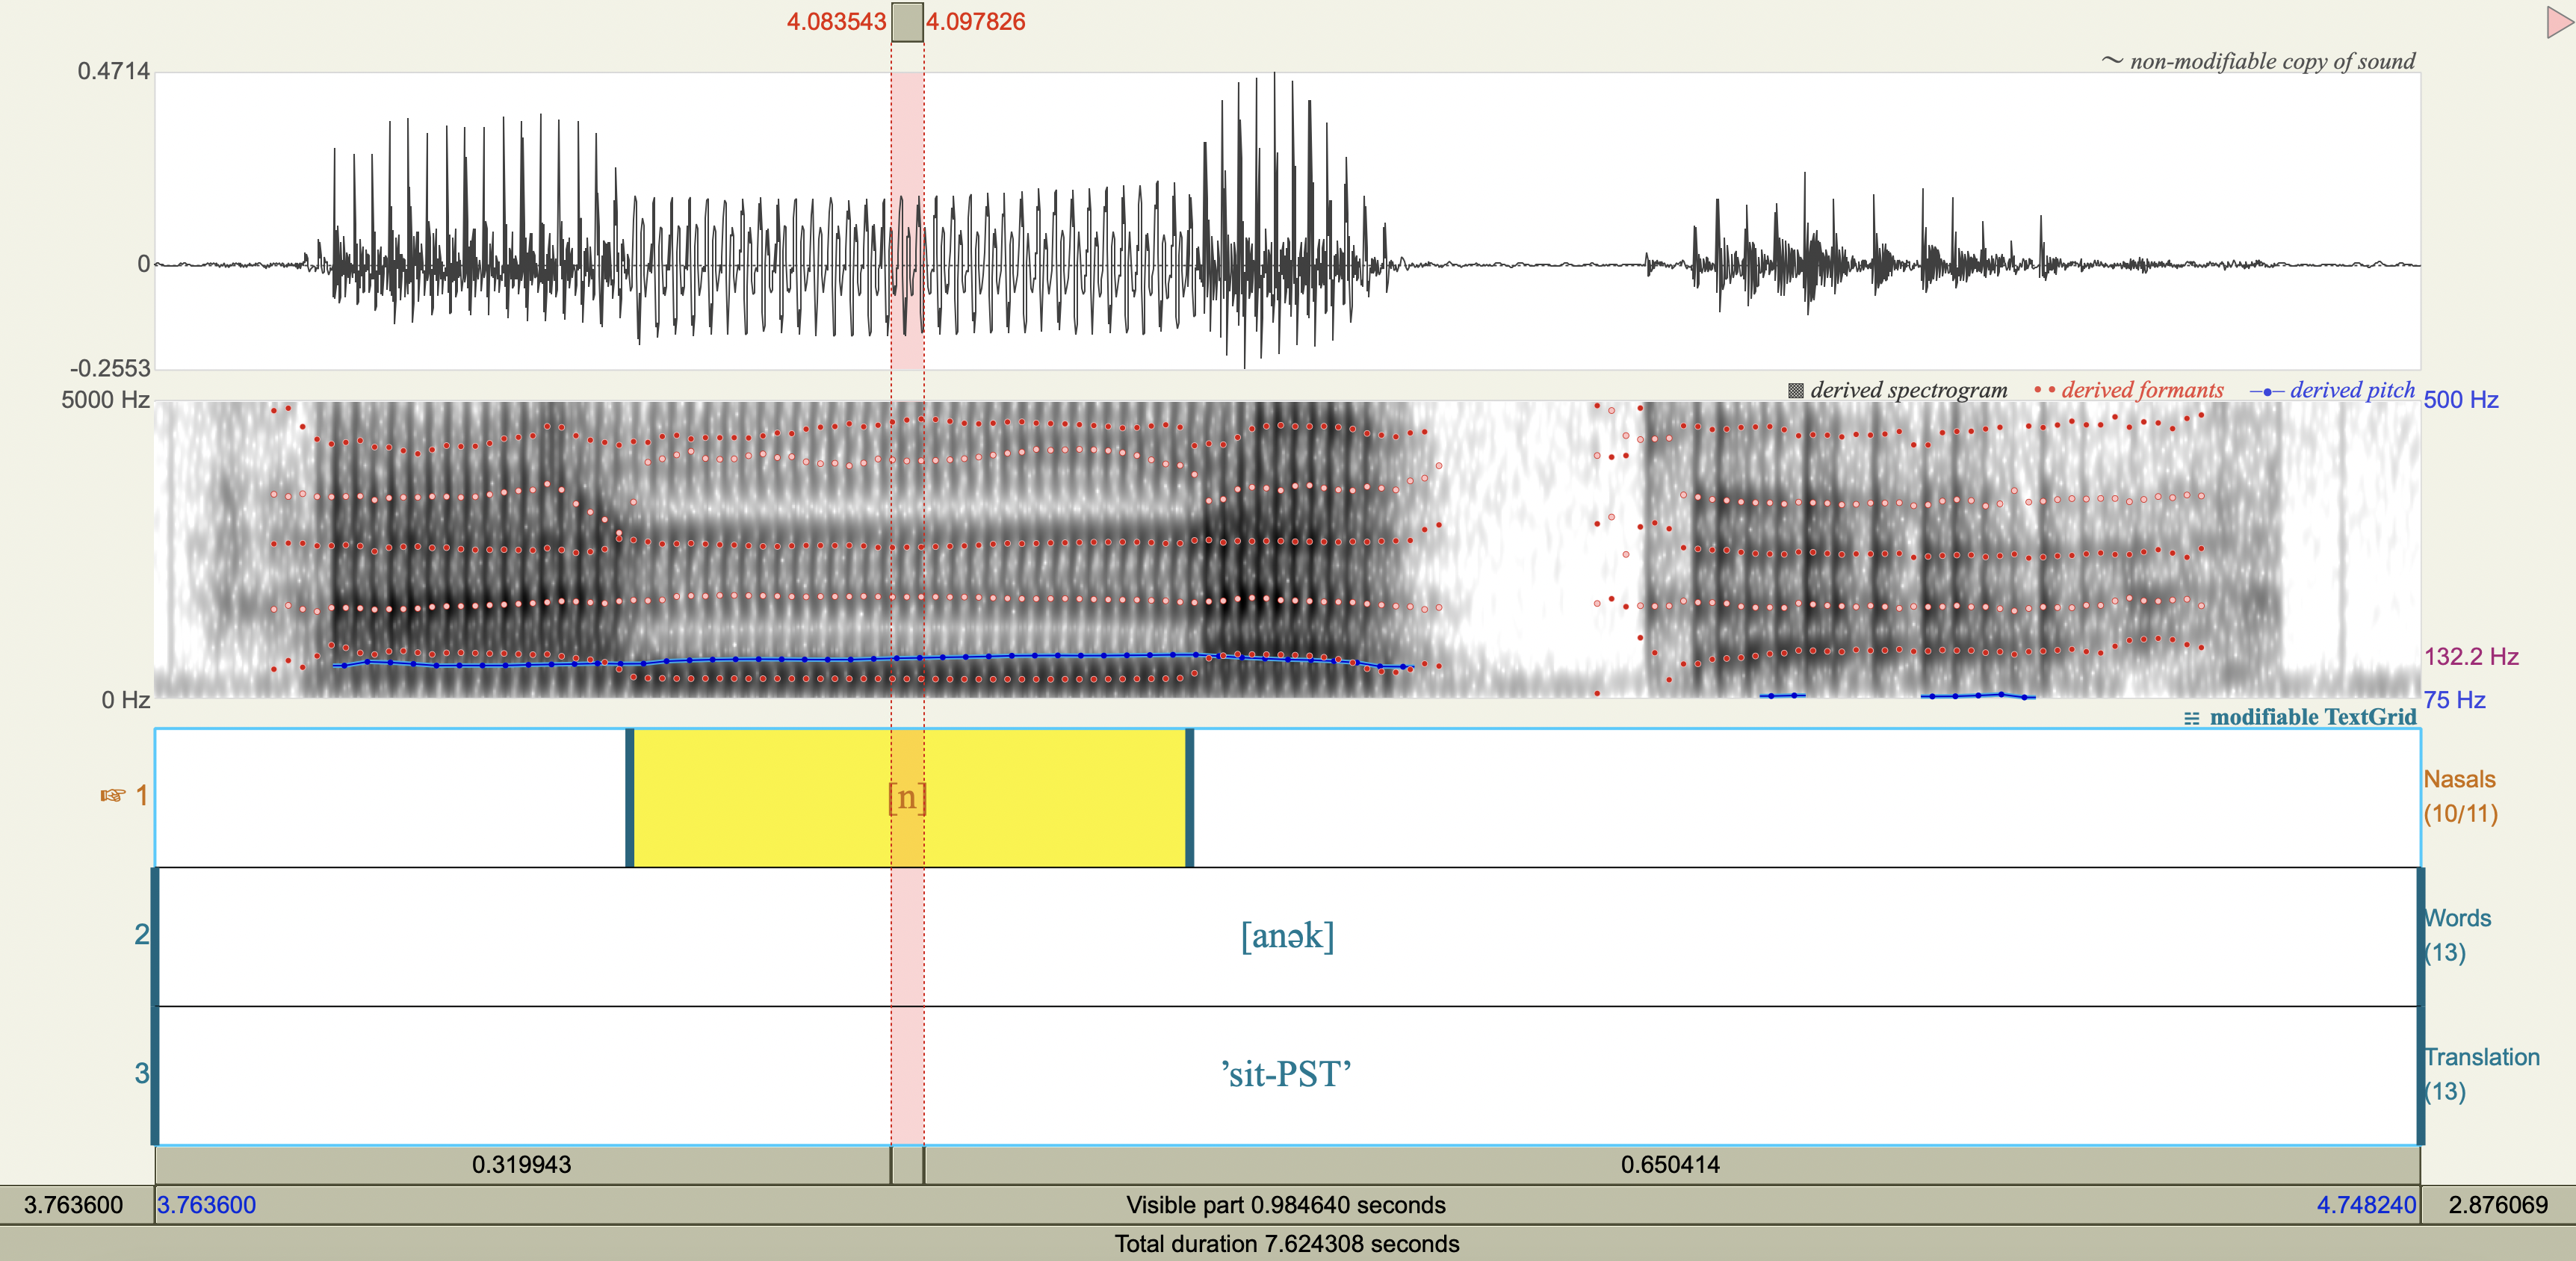 4.083543 4.097826
0.4714
~ non-modifiable copy of sound
0
-0.2553
5000 Hz
derived spectrogram derived formants derived pitch
500 Hz
132.2 Hz
0 Hz
75 Hz
modifiable TextGrid
☞ 1
[n]
Nasals
(10/11)
2
[anək]
Words
(13)
3
’sit-PST’
Translation
(13)
0.319943 0.650414
3.763600 3.763600 Visible part 0.984640 seconds 4.748240 2.876069
Total duration 7.624308 seconds